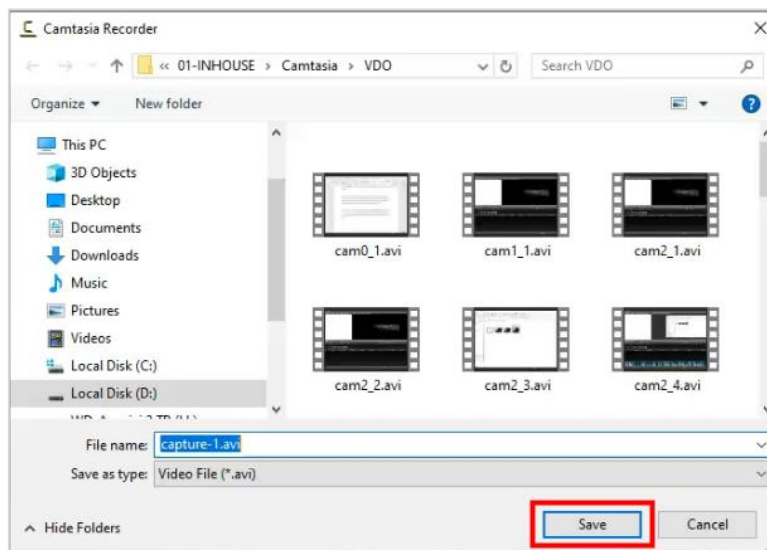 Camtasia Recorder
« 01-INHOUSE > Camtasia > VDO
Search VDO
Organize
New folder
This PC
3D Objects
Desktop
Documents
Downloads
Music
Pictures
Videos
Local Disk (C:)
Local Disk (D:)
cam0_1.avi
cam1_1.avi
cam2_1.avi
cam2_2.avi
cam2_3.avi
cam2_4.avi
File name: capture-1.avi
Save as type: Video File (*.avi)
Hide Folders
Save
Cancel